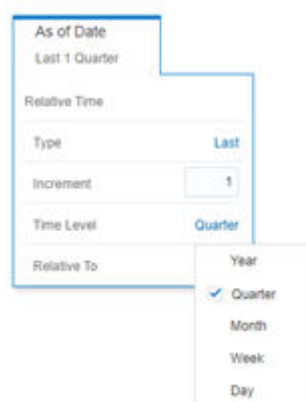 As of Date
Last 1 Quarter
Relative Time
Type Last
Increment 1
Time Level Quarter
Relative To
Year
Quarter
Month
Week
Day